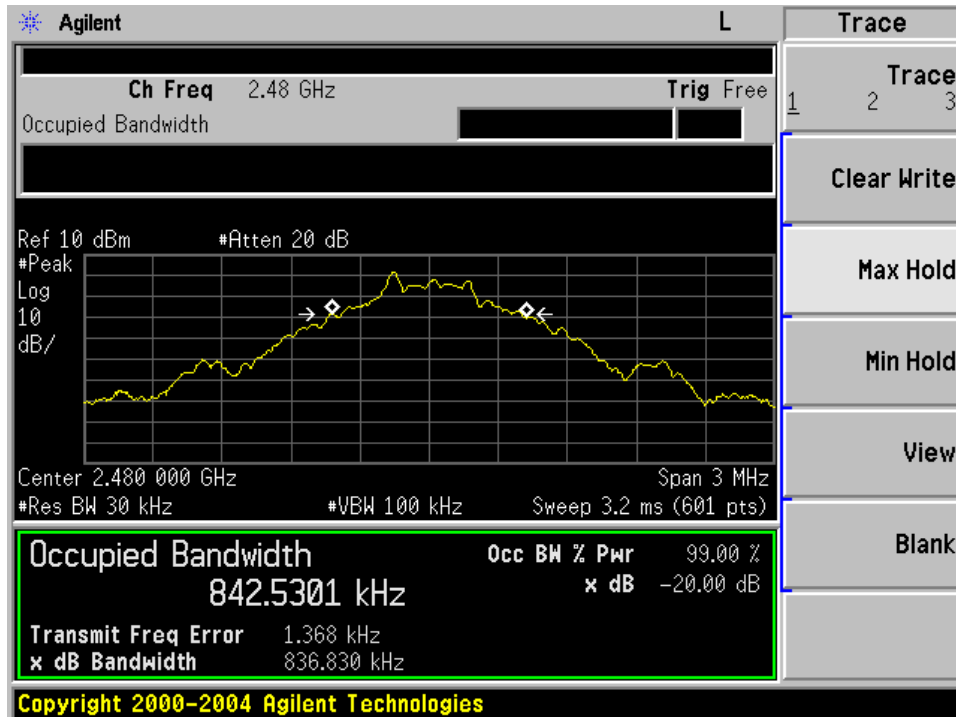 Agilent L Trace
Ch Freq 2.48 GHz Trig Free
Occupied Bandwidth
Trace
1 2 3
Clear Write
Max Hold
Min Hold
View
Blank
Ref 10 dBm #Atten 20 dB
#Peak
Log
10
dB/
Center 2.480 000 GHz Span 3 MHz
#Res BW 30 kHz #VBW 100 kHz Sweep 3.2 ms (601 pts)
Occupied Bandwidth Occ BW % Pwr 99.00 %
842.5301 kHz x dB -20.00 dB
Transmit Freq Error 1.368 kHz
x dB Bandwidth 836.830 kHz
Copyright 2000-2004 Agilent Technologies